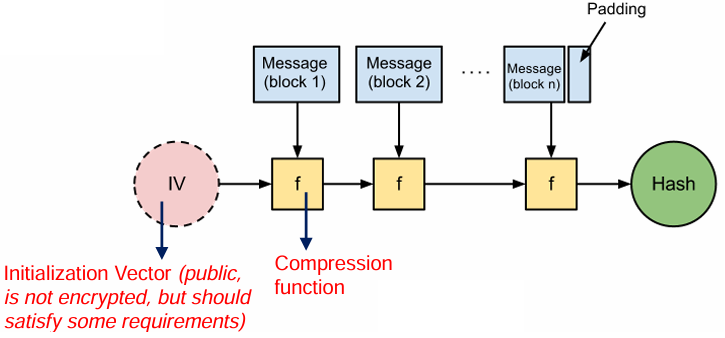 Padding
Message
(block 1)
Message
(block 2)
....
Message
(block n)
IV
f
f
f
Hash
Initialization Vector (public,
is not encrypted, but should
satisfy some requirements)
Compression
function